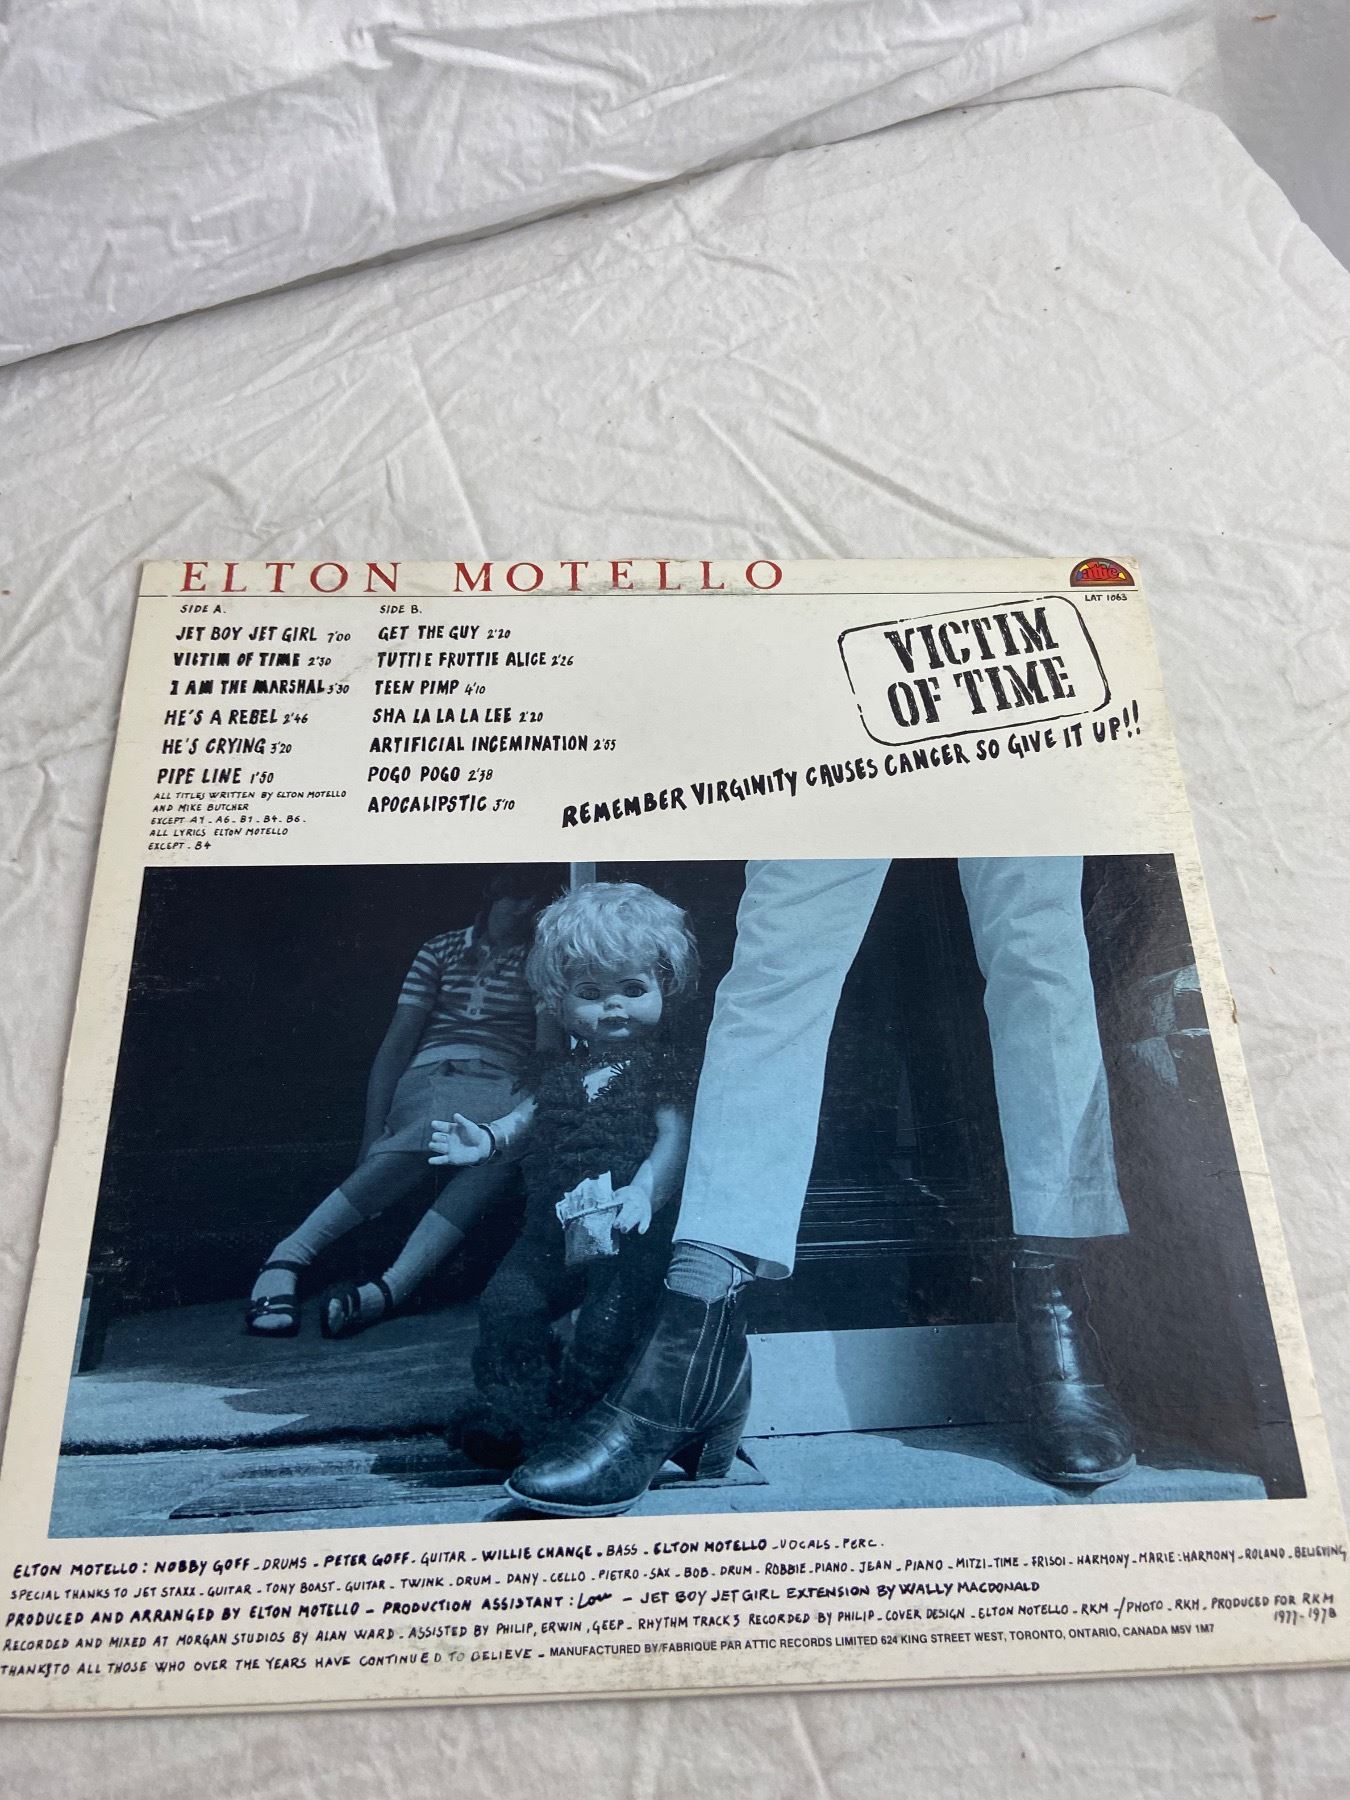 ELTON MOTELLO
attic
LAT 1063
SIDE A.
JET BOY JET GIRL 7'00
VICTIM OF TIME 2'30
I AM THE MARSHAL 3'30
HE'S A REBEL 2'46
HE'S CRYING 3'20
PIPE LINE 1'50
ALL TITLES WRITTEN BY ELTON MOTELLO
AND MIKE BUTCHER
EXCEPT A4 - A6 - B1 - B4 - B6 -
ALL LYRICS ELTON MOTELLO
EXCEPT - B4
SIDE B.
GET THE GUY 2'20
TUTTIE FRUTTIE ALICE 2'26
TEEN PIMP 4'10
SHA LA LA LA LEE 2'20
ARTIFICIAL INCEMINATION 2'55
POGO POGO 2'38
APOCALIPSTIC 3'10
VICTIM
OF TIME
REMEMBER VIRGINITY CAUSES CANCER SO GIVE IT UP!!
ELTON MOTELLO: NOBBY GOFF - DRUMS - PETER GOFF - GUITAR - WILLIE CHANGE - BASS - ELTON MOTELLO - VOCALS - PERC.
SPECIAL THANKS TO JET STAXX - GUITAR - TONY BOAST - GUITAR - TWINK - DRUM - DANY - CELLO - PIETRO - SAX - BOB - DRUM - ROBBIE - PIANO - JEAN - PIANO - MITZI - TIME - FRISOI - HARMONY - MARIE: HARMONY - ROLAND - BELIEVING
PRODUCED AND ARRANGED BY ELTON MOTELLO - PRODUCTION ASSISTANT: Lou - JET BOY JET GIRL EXTENSION BY WALLY MACDONALD
RECORDED AND MIXED AT MORGAN STUDIOS BY ALAN WARD - ASSISTED BY PHILIP, ERWIN, GEEP - RHYTHM TRACKS RECORDED BY PHILIP - COVER DESIGN - ELTON MOTELLO - RKM -/PHOTO - RKM - PRODUCED FOR RKM
1977-1978
THANKS TO ALL THOSE WHO OVER THE YEARS HAVE CONTINUED TO BELIEVE - MANUFACTURED BY/FABRIQUE PAR ATTIC RECORDS LIMITED 624 KING STREET WEST, TORONTO, ONTARIO, CANADA M5V 1M7